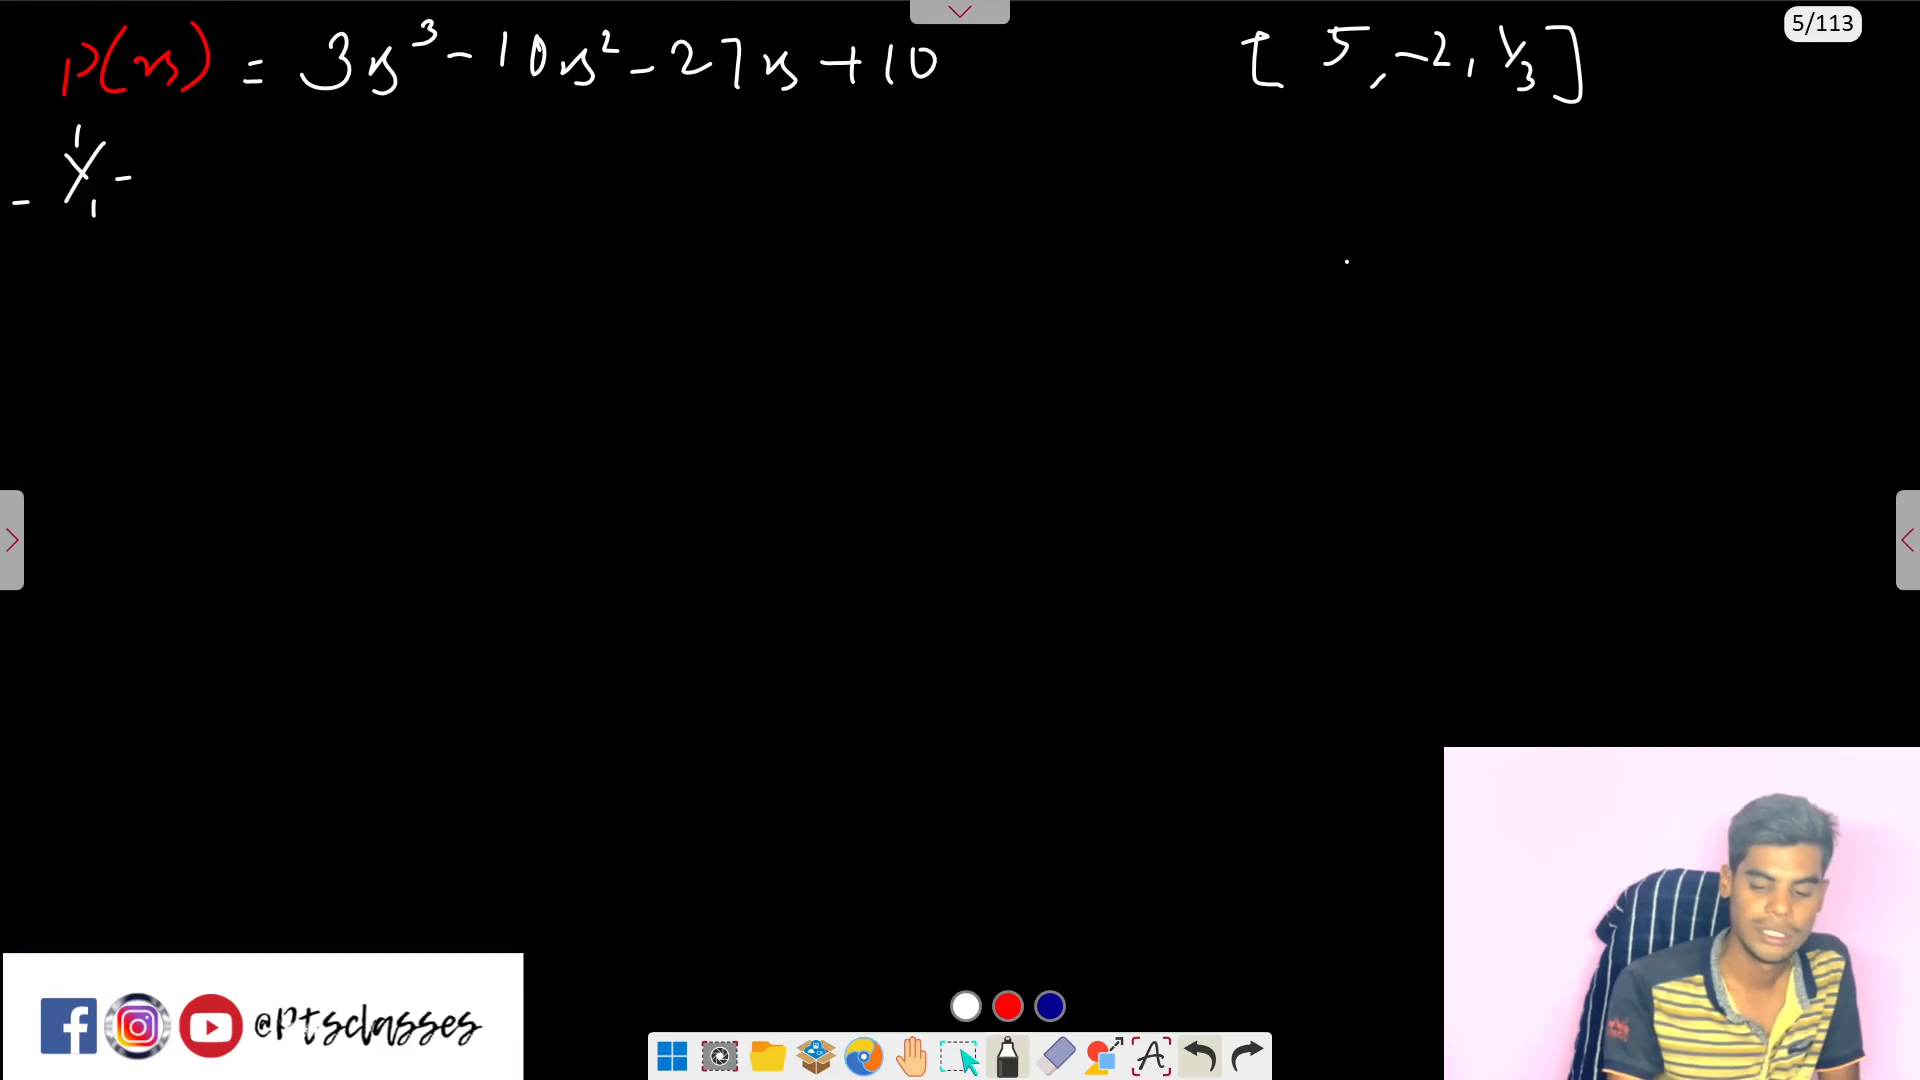 5/113
P(x) = 3x³ - 10x² - 27x + 10 [5, -2, 1/3]
@Ptsclasses